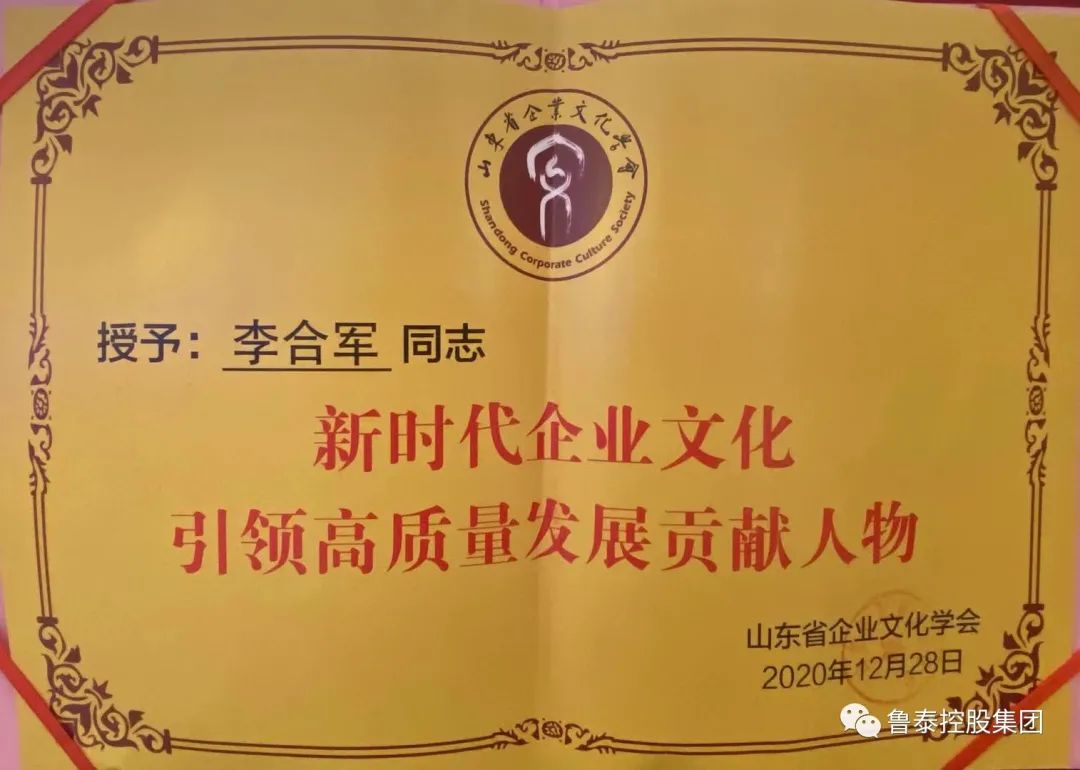 山东省企業文化学会
Shandong Corporate Culture Society
授予：李合军 同志
新时代企业文化
引领高质量发展贡献人物
山东省企业文化学会
2020年12月28日
鲁泰控股集团